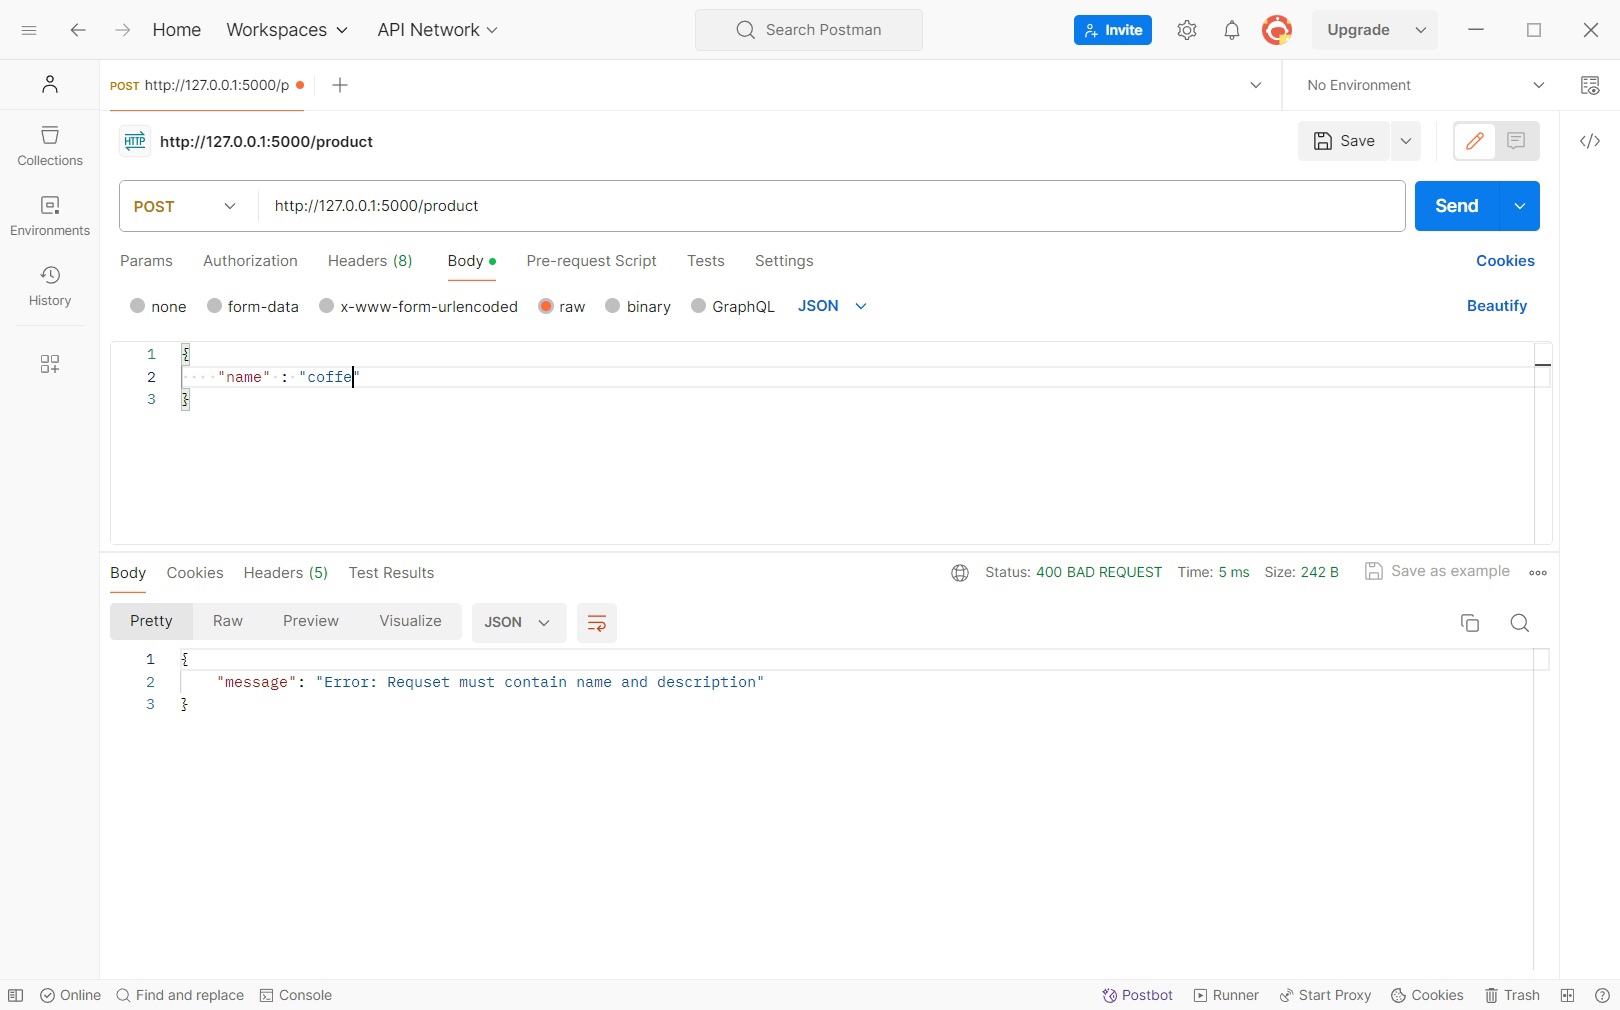 Home Workspaces API Network Search Postman Invite Upgrade
POST http://127.0.0.1:5000/p No Environment
HTTP http://127.0.0.1:5000/product Save
POST http://127.0.0.1:5000/product Send
Params Authorization Headers (8) Body Pre-request Script Tests Settings Cookies
none form-data x-www-form-urlencoded raw binary GraphQL JSON Beautify
1 {
2 "name" : "coffe"
3 }
Body Cookies Headers (5) Test Results Status: 400 BAD REQUEST Time: 5 ms Size: 242 B Save as example
Pretty Raw Preview Visualize JSON
1 {
2 "message": "Error: Requset must contain name and description"
3 }
Collections
Environments
History
Online Find and replace Console Postbot Runner Start Proxy Cookies Trash